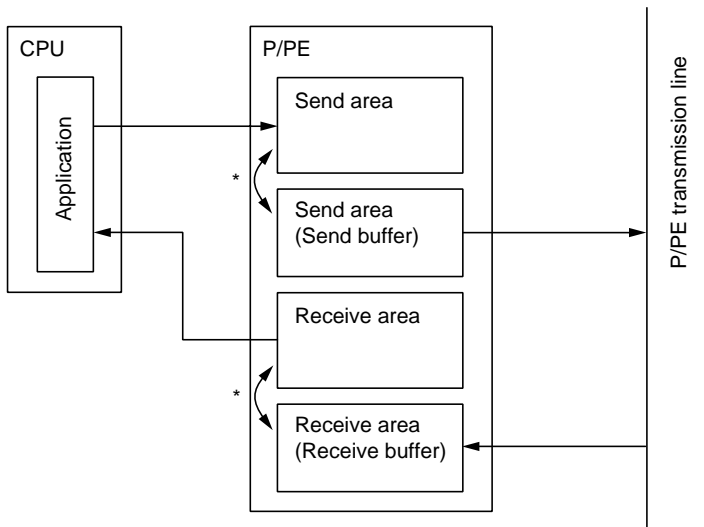 CPU
Application
P/PE
Send area
*
Send area
(Send buffer)
Receive area
*
Receive area
(Receive buffer)
P/PE transmission line